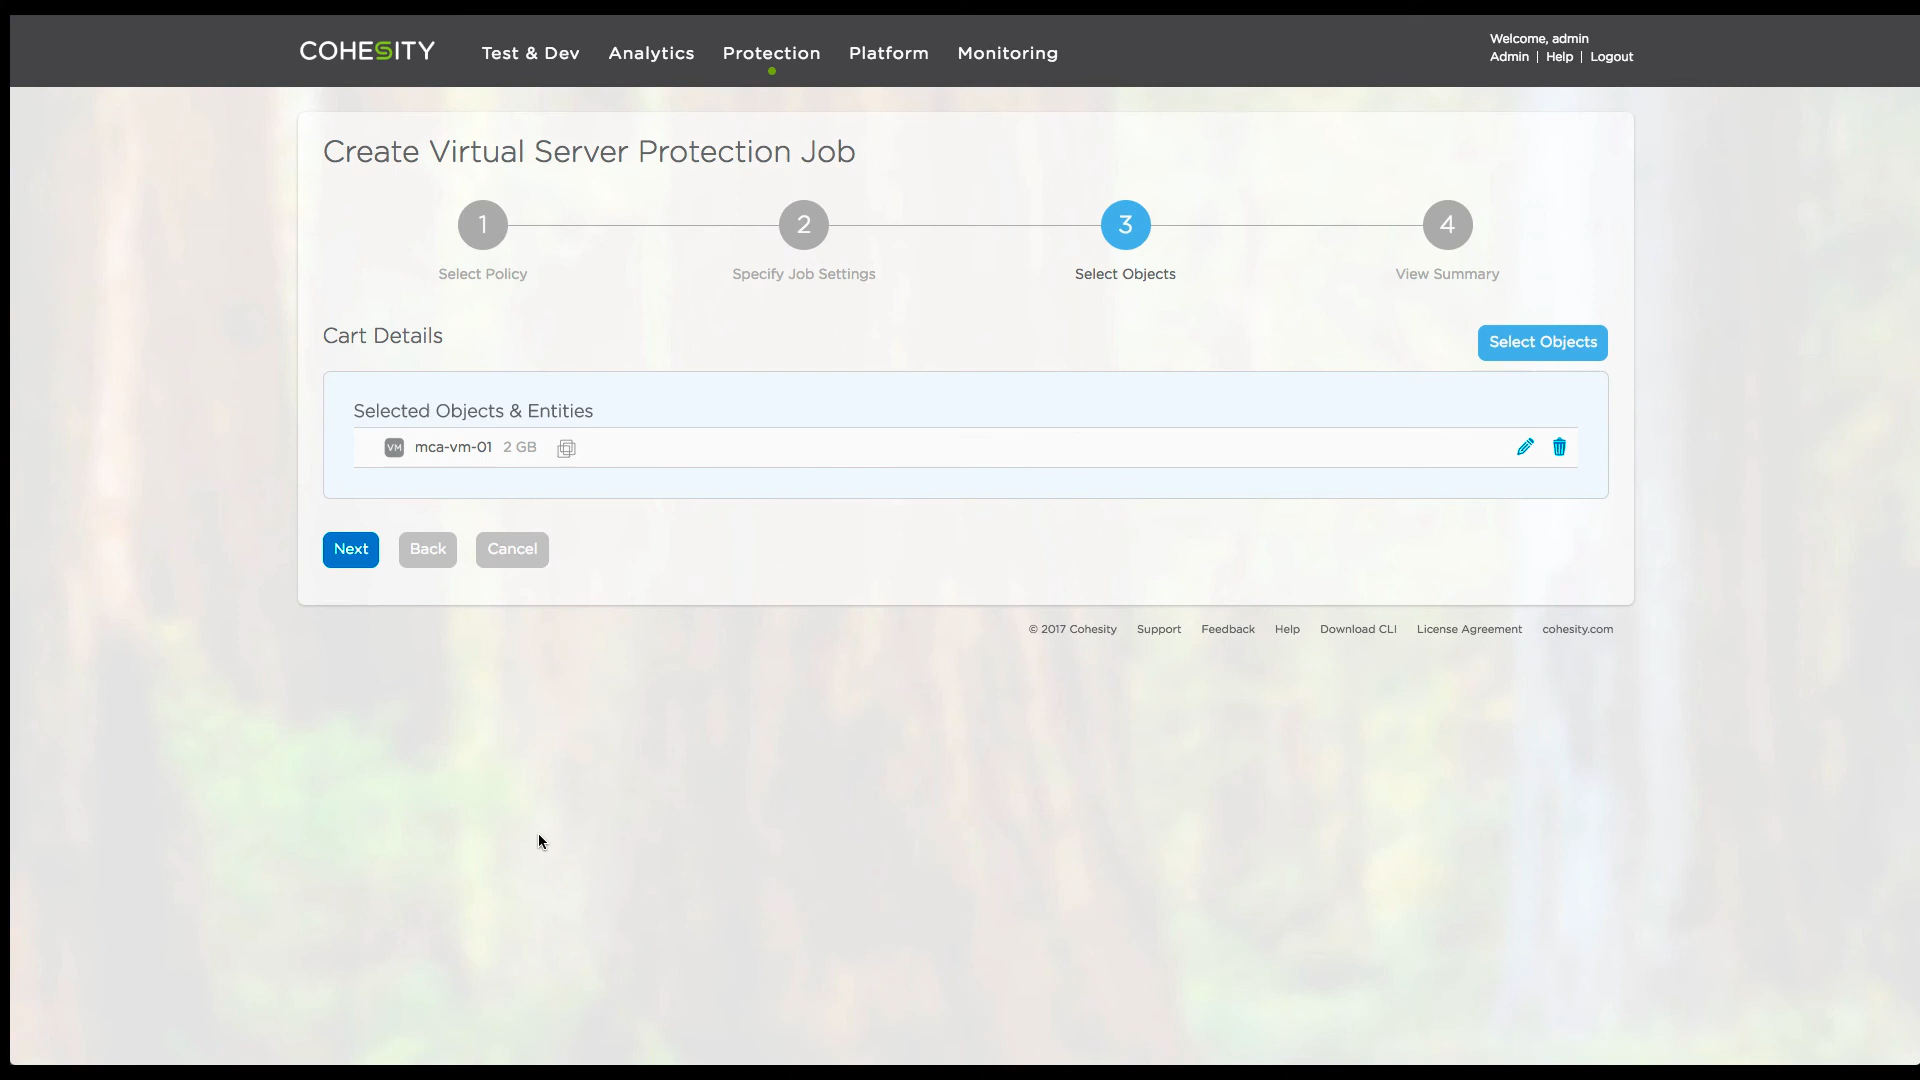 COHESITY Test & Dev Analytics Protection Platform Monitoring
Welcome, admin
Admin | Help | Logout
Create Virtual Server Protection Job
1 2 3 4
Select Policy Specify Job Settings Select Objects View Summary
Cart Details
Select Objects
Selected Objects & Entities
VM mca-vm-01 2 GB
Next Back Cancel
© 2017 Cohesity Support Feedback Help Download CLI License Agreement cohesity.com